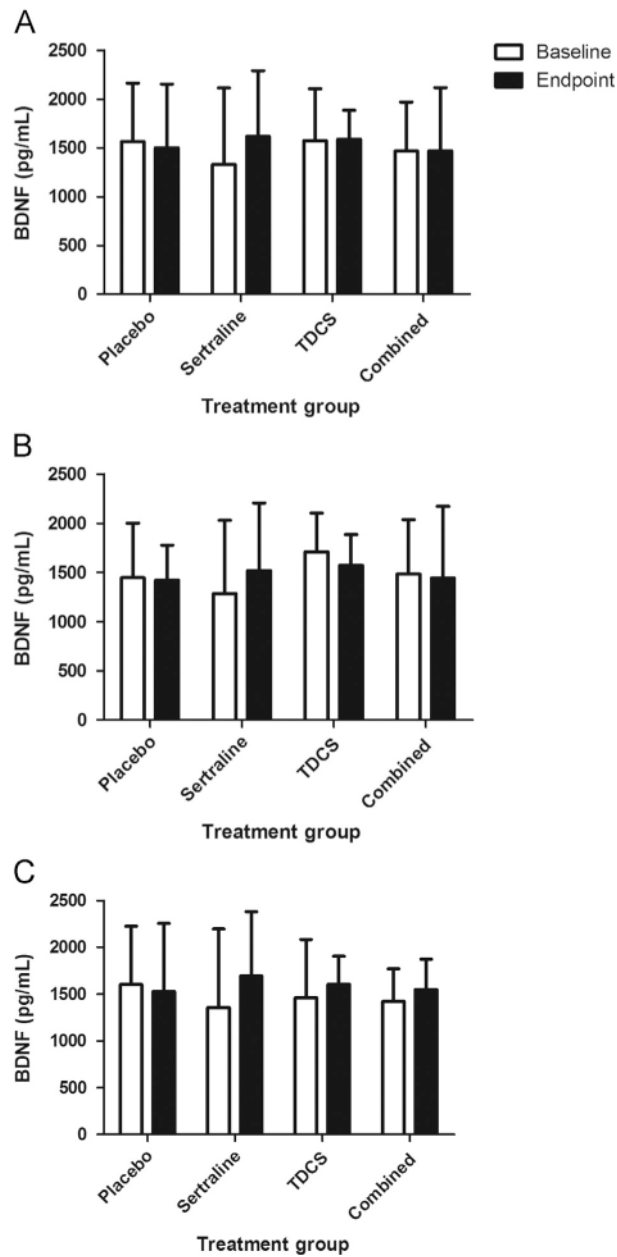 A
Baseline
Endpoint
BDNF (pg/mL)
2500
2000
1500
1000
500
0
Placebo
Sertraline
TDCS
Combined
Treatment group
B
BDNF (pg/mL)
2500
2000
1500
1000
500
0
Placebo
Sertraline
TDCS
Combined
Treatment group
C
BDNF (pg/mL)
2500
2000
1500
1000
500
0
Placebo
Sertraline
TDCS
Combined
Treatment group